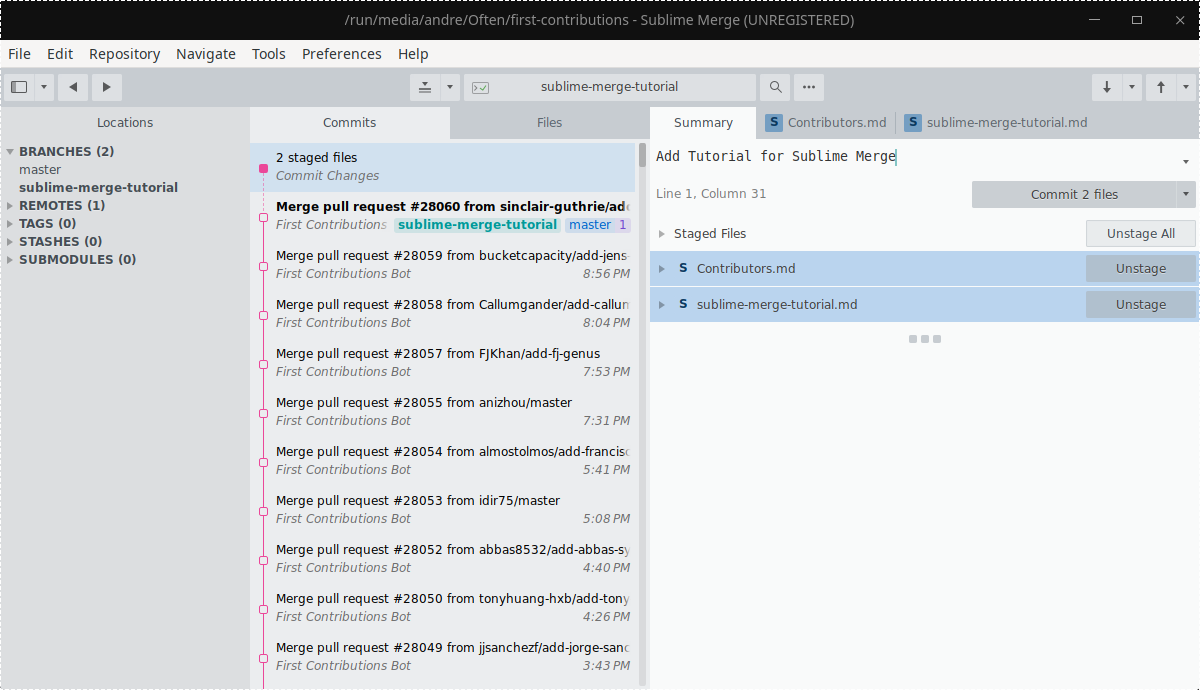 /run/media/andre/Often/first-contributions - Sublime Merge (UNREGISTERED)
File Edit Repository Navigate Tools Preferences Help
sublime-merge-tutorial
Locations
BRANCHES (2)
master
sublime-merge-tutorial
REMOTES (1)
TAGS (0)
STASHES (0)
SUBMODULES (0)
Commits Files
2 staged files
Commit Changes
Merge pull request #28060 from sinclair-guthrie/add
First Contributions sublime-merge-tutorial master 1
Merge pull request #28059 from bucketcapacity/add-jens-
First Contributions Bot 8:56 PM
Merge pull request #28058 from Callumgander/add-callum
First Contributions Bot 8:04 PM
Merge pull request #28057 from FJKhan/add-fj-genus
First Contributions Bot 7:53 PM
Merge pull request #28055 from anizhou/master
First Contributions Bot 7:31 PM
Merge pull request #28054 from almostolmos/add-francisc
First Contributions Bot 5:41 PM
Merge pull request #28053 from idir75/master
First Contributions Bot 5:08 PM
Merge pull request #28052 from abbas8532/add-abbas-sy
First Contributions Bot 4:40 PM
Merge pull request #28050 from tonyhuang-hxb/add-tony
First Contributions Bot 4:26 PM
Merge pull request #28049 from jjsanchezf/add-jorge-sanc
First Contributions Bot 3:43 PM
Summary S Contributors.md S sublime-merge-tutorial.md
Add Tutorial for Sublime Merge
Line 1, Column 31 Commit 2 files
Staged Files Unstage All
S Contributors.md Unstage
S sublime-merge-tutorial.md Unstage